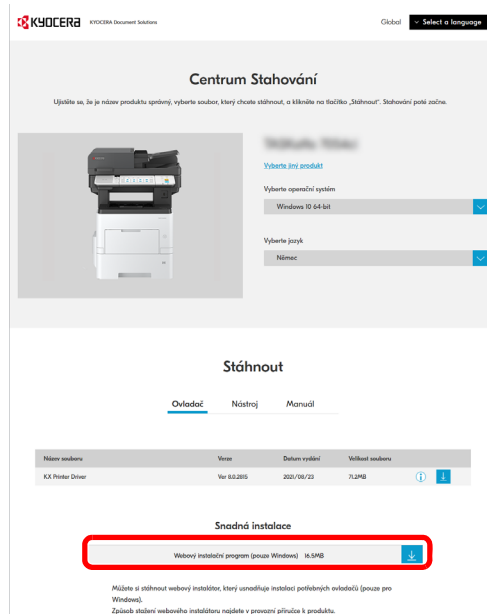 KYOCERA KYOCERA Document Solutions Global Select a language
Centrum Stahování
Ujistěte se, že je název produktu správný, vyberte soubor, který chcete stáhnout, a klikněte na tlačítko „Stáhnout". Stahování poté začne.
Vyberte jiný produkt
Vyberte operační systém
Windows 10 64-bit
Vyberte jazyk
Němec
Stáhnout
Ovladač Nástroj Manuál
Název souboru Verze Datum vydání Velikost souboru
KX Printer Driver Ver 8.0.2815 2021/08/23 71.2MB
Snadná instalace
Webový instalační program (pouze Windows) 16.5MB
Můžete si stáhnout webový instalátor, který usnadňuje instalaci potřebných ovladačů (pouze pro
Windows).
Způsob stažení webového instalátoru najdete v provozní příručce k produktu.